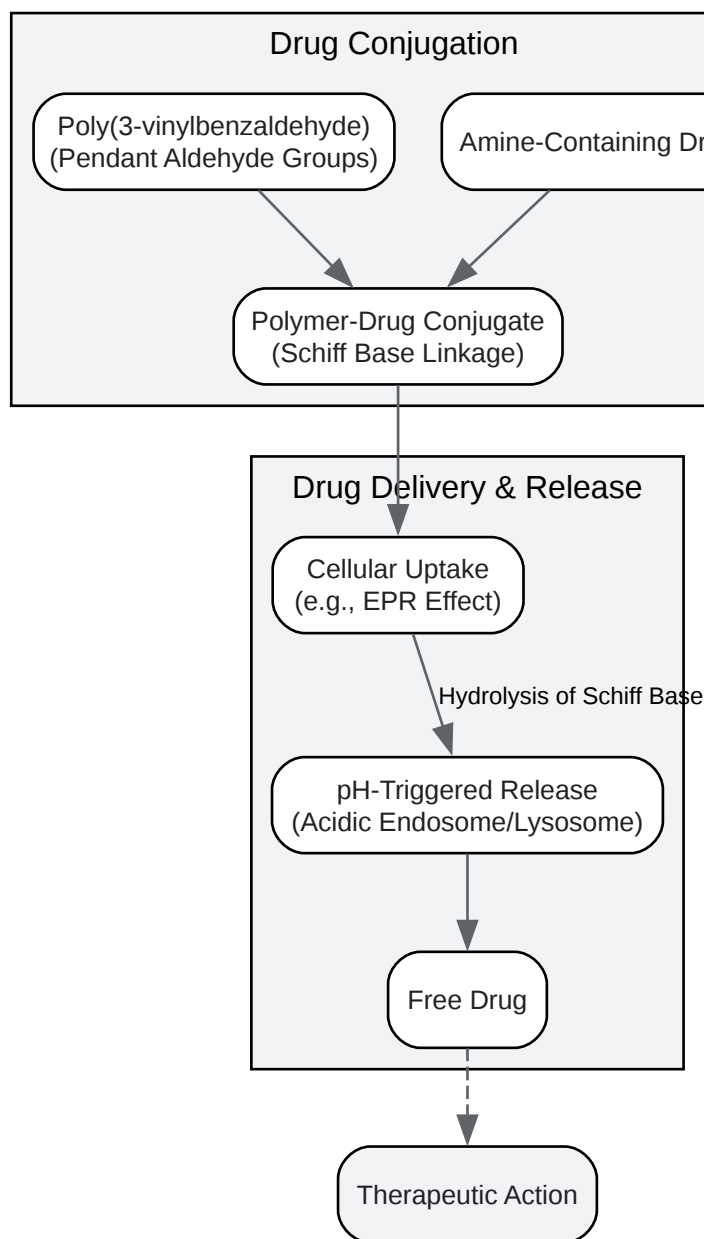 Drug Conjugation
Poly(3-vinylbenzaldehyde)
(Pendant Aldehyde Groups)
Amine-Containing Dr
Polymer-Drug Conjugate
(Schiff Base Linkage)
Drug Delivery & Release
Cellular Uptake
(e.g., EPR Effect)
Hydrolysis of Schiff Base
pH-Triggered Release
(Acidic Endosome/Lysosome)
Free Drug
Therapeutic Action